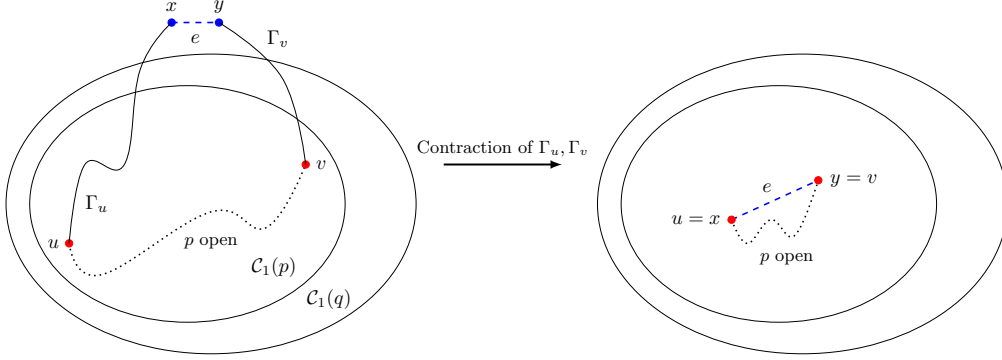 x y
e
Γ_v
Contraction of Γ_u, Γ_v
v
Γ_u
u
p open
C_1(p)
C_1(q)
e
y = v
u = x
p open